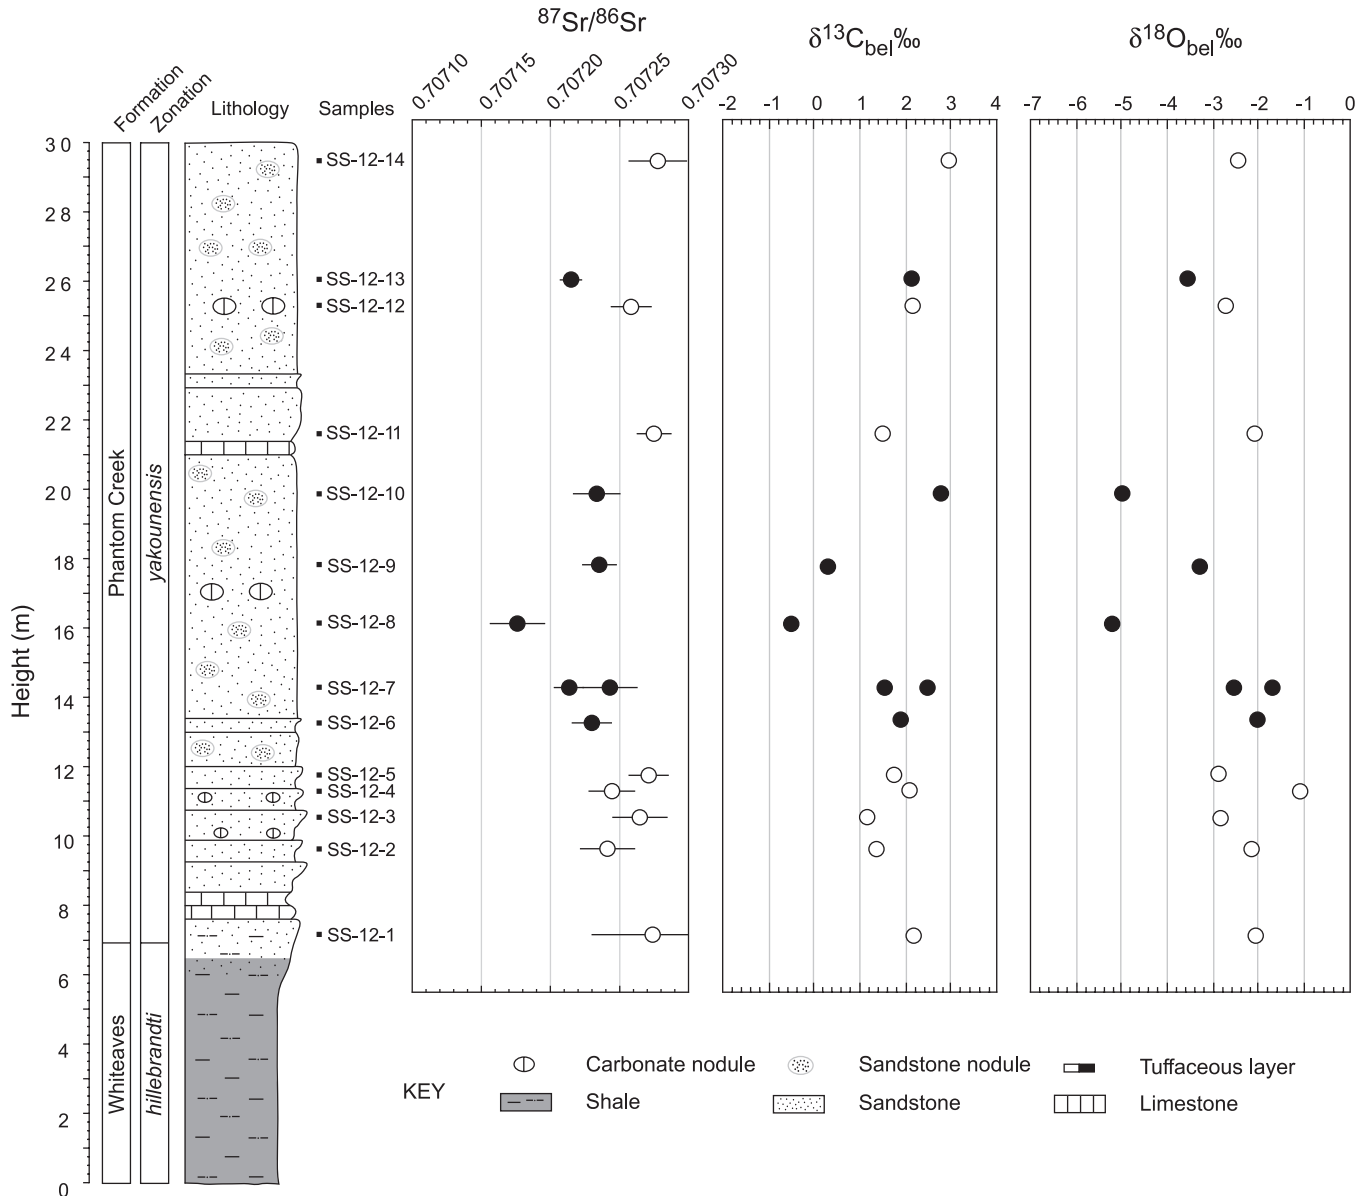 87Sr/86Sr
δ13Cbel‰
δ18Obel‰
0.70710
0.70715
0.70720
0.70725
0.70730
-2 -1 0 1 2 3 4
-7 -6 -5 -4 -3 -2 -1 0
Formation
Zonation
Lithology
Samples
Height (m)
30
28
26
24
22
20
18
16
14
12
10
8
6
4
2
0
Phantom Creek
Whiteaves
yakounensis
hillebrandti
SS-12-14
SS-12-13
SS-12-12
SS-12-11
SS-12-10
SS-12-9
SS-12-8
SS-12-7
SS-12-6
SS-12-5
SS-12-4
SS-12-3
SS-12-2
SS-12-1
KEY
Carbonate nodule
Sandstone nodule
Tuffaceous layer
Shale
Sandstone
Limestone